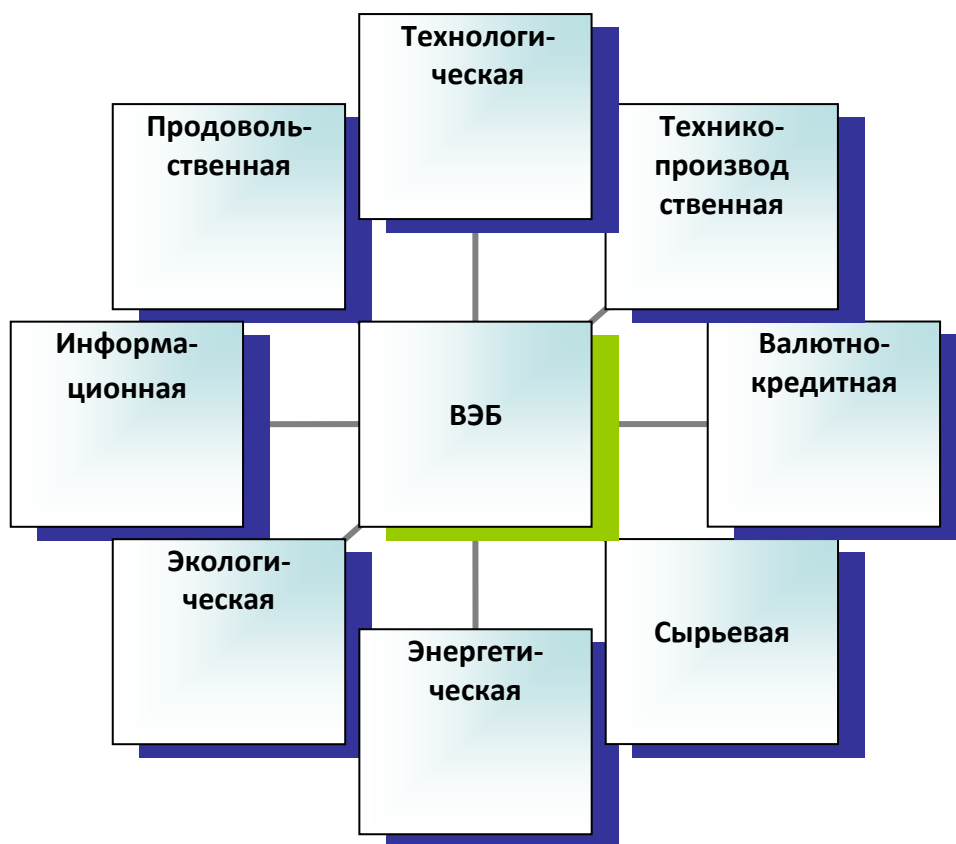 Технологи-
ческая
Продоволь-
ственная
Технико-
производ
ственная
Информа-
ционная
ВЭБ
Валютно-
кредитная
Экологи-
ческая
Энергети-
ческая
Сырьевая